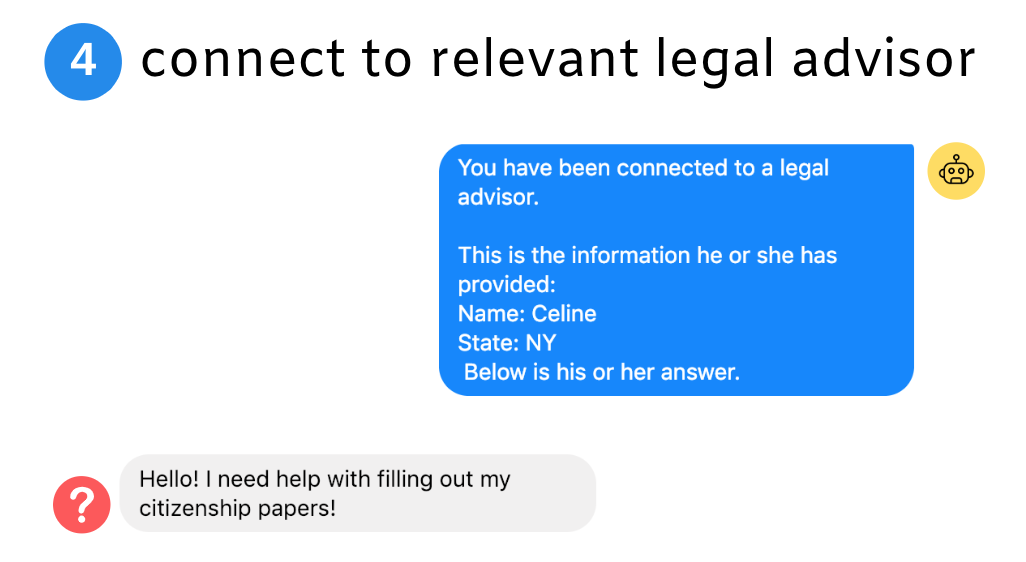 4 connect to relevant legal advisor
You have been connected to a legal
advisor.
This is the information he or she has
provided:
Name: Celine
State: NY
Below is his or her answer.
?
Hello! I need help with filling out my
citizenship papers!